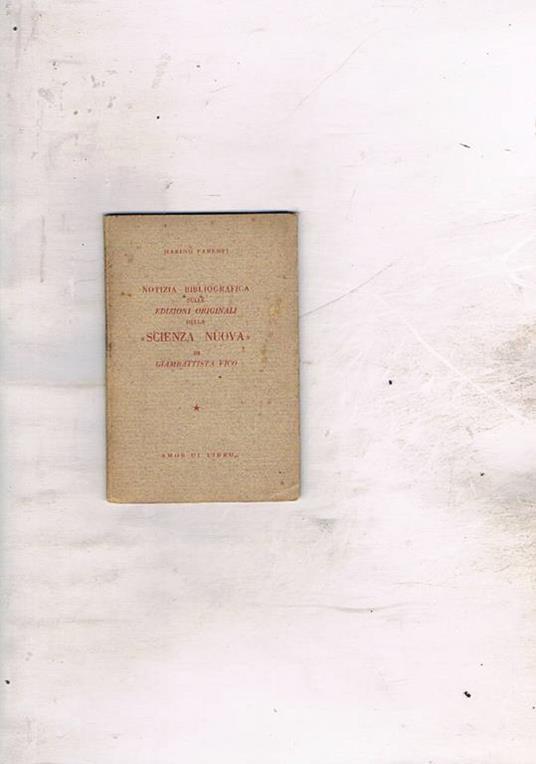 MARINO PARENTI
NOTIZIA BIBLIOGRAFICA
SULLE
EDIZIONI ORIGINALI
DELLA
«SCIENZA NUOVA»
DI
GIAMBATTISTA VICO
AMOR DI LIBRO